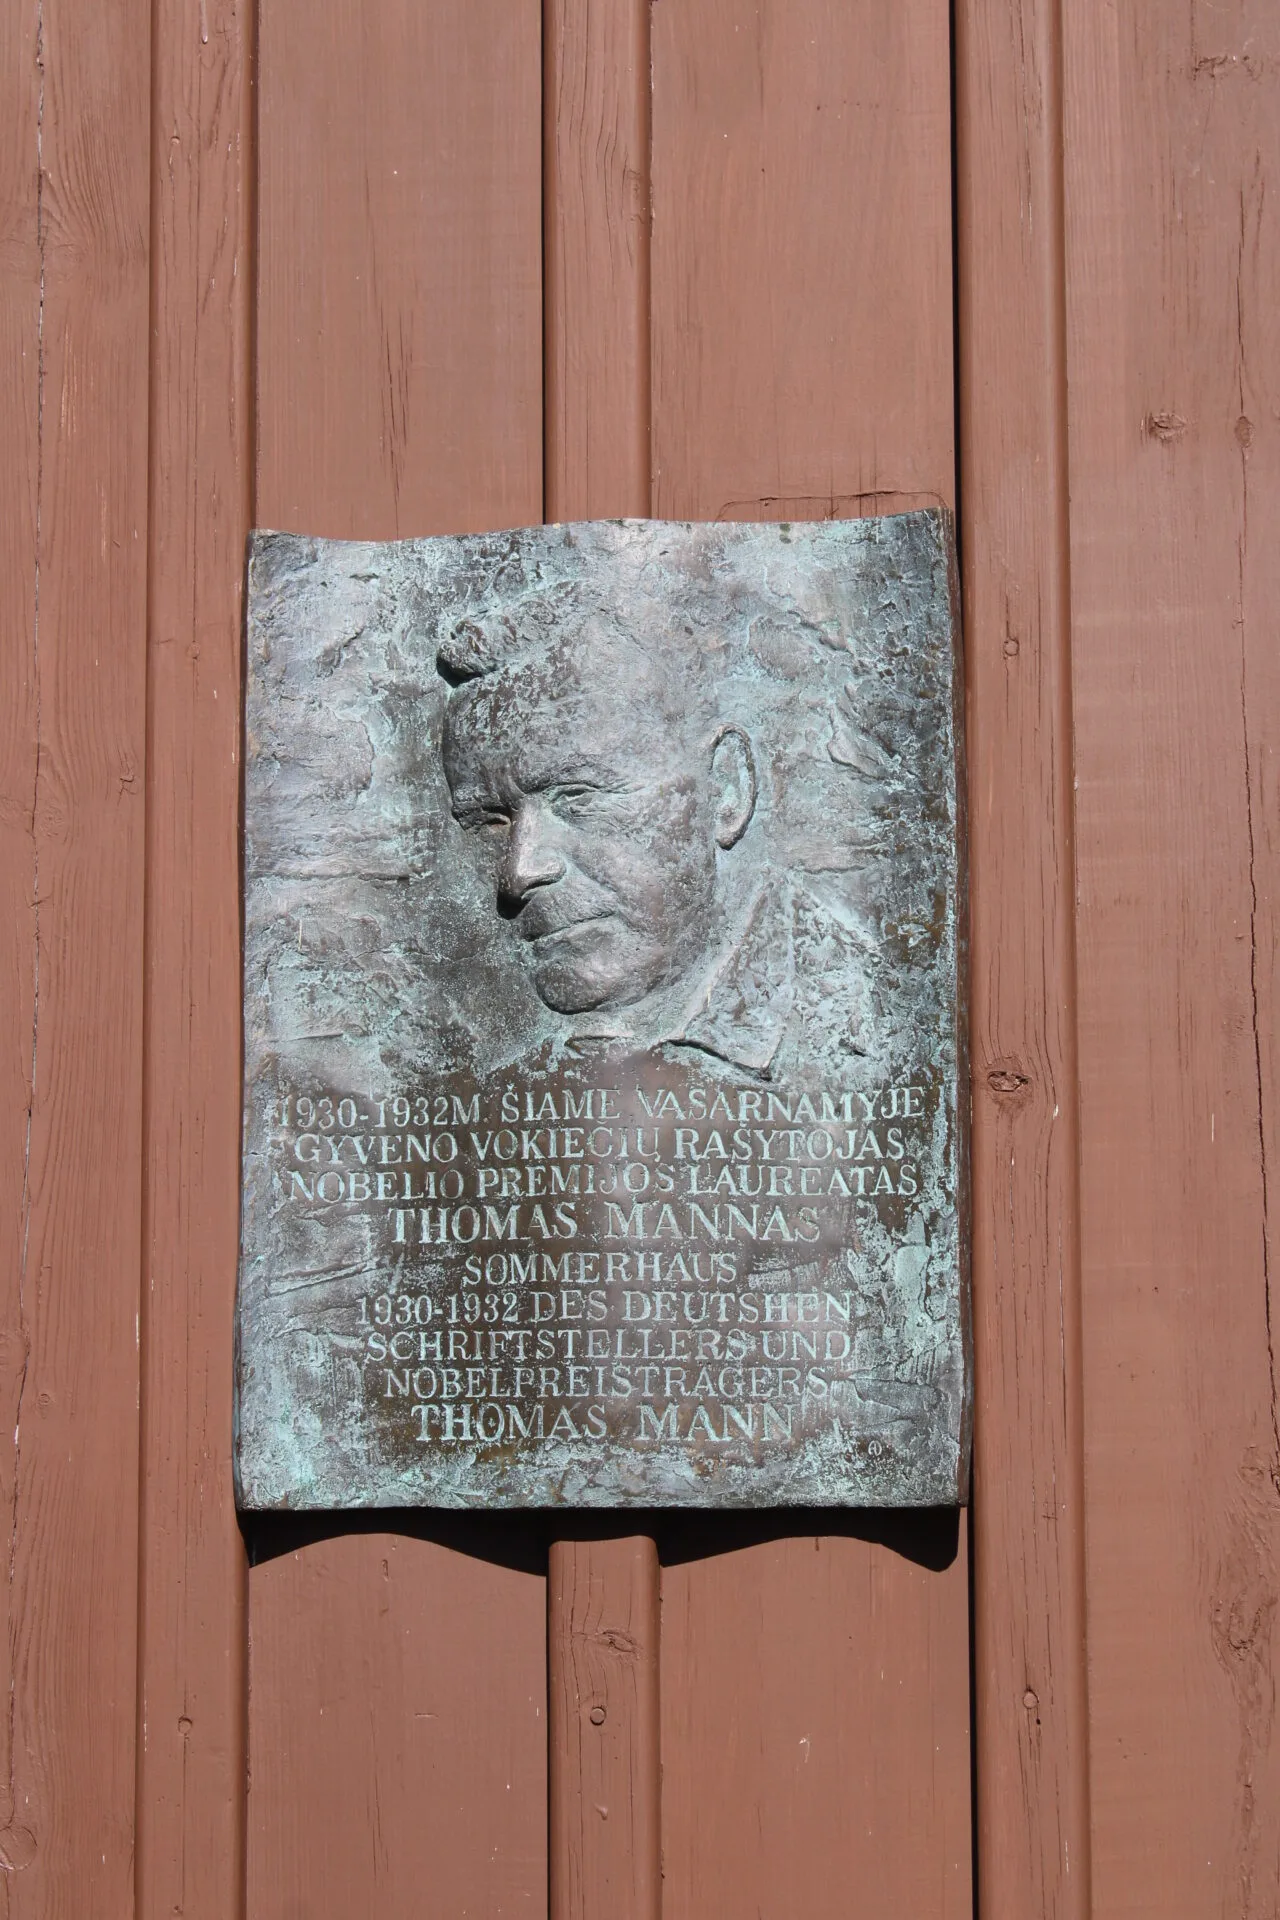 1930-1932M. ŠIAME VASARNAMYJE
GYVENO VOKIEČIŲ RAŠYTOJAS
NOBELIO PREMIJOS LAUREATAS
THOMAS MANNAS
SOMMERHAUS
1930-1932 DES DEUTSHEN
SCHRIFTSTELLERS UND
NOBELPREISTRAGERS
THOMAS MANN